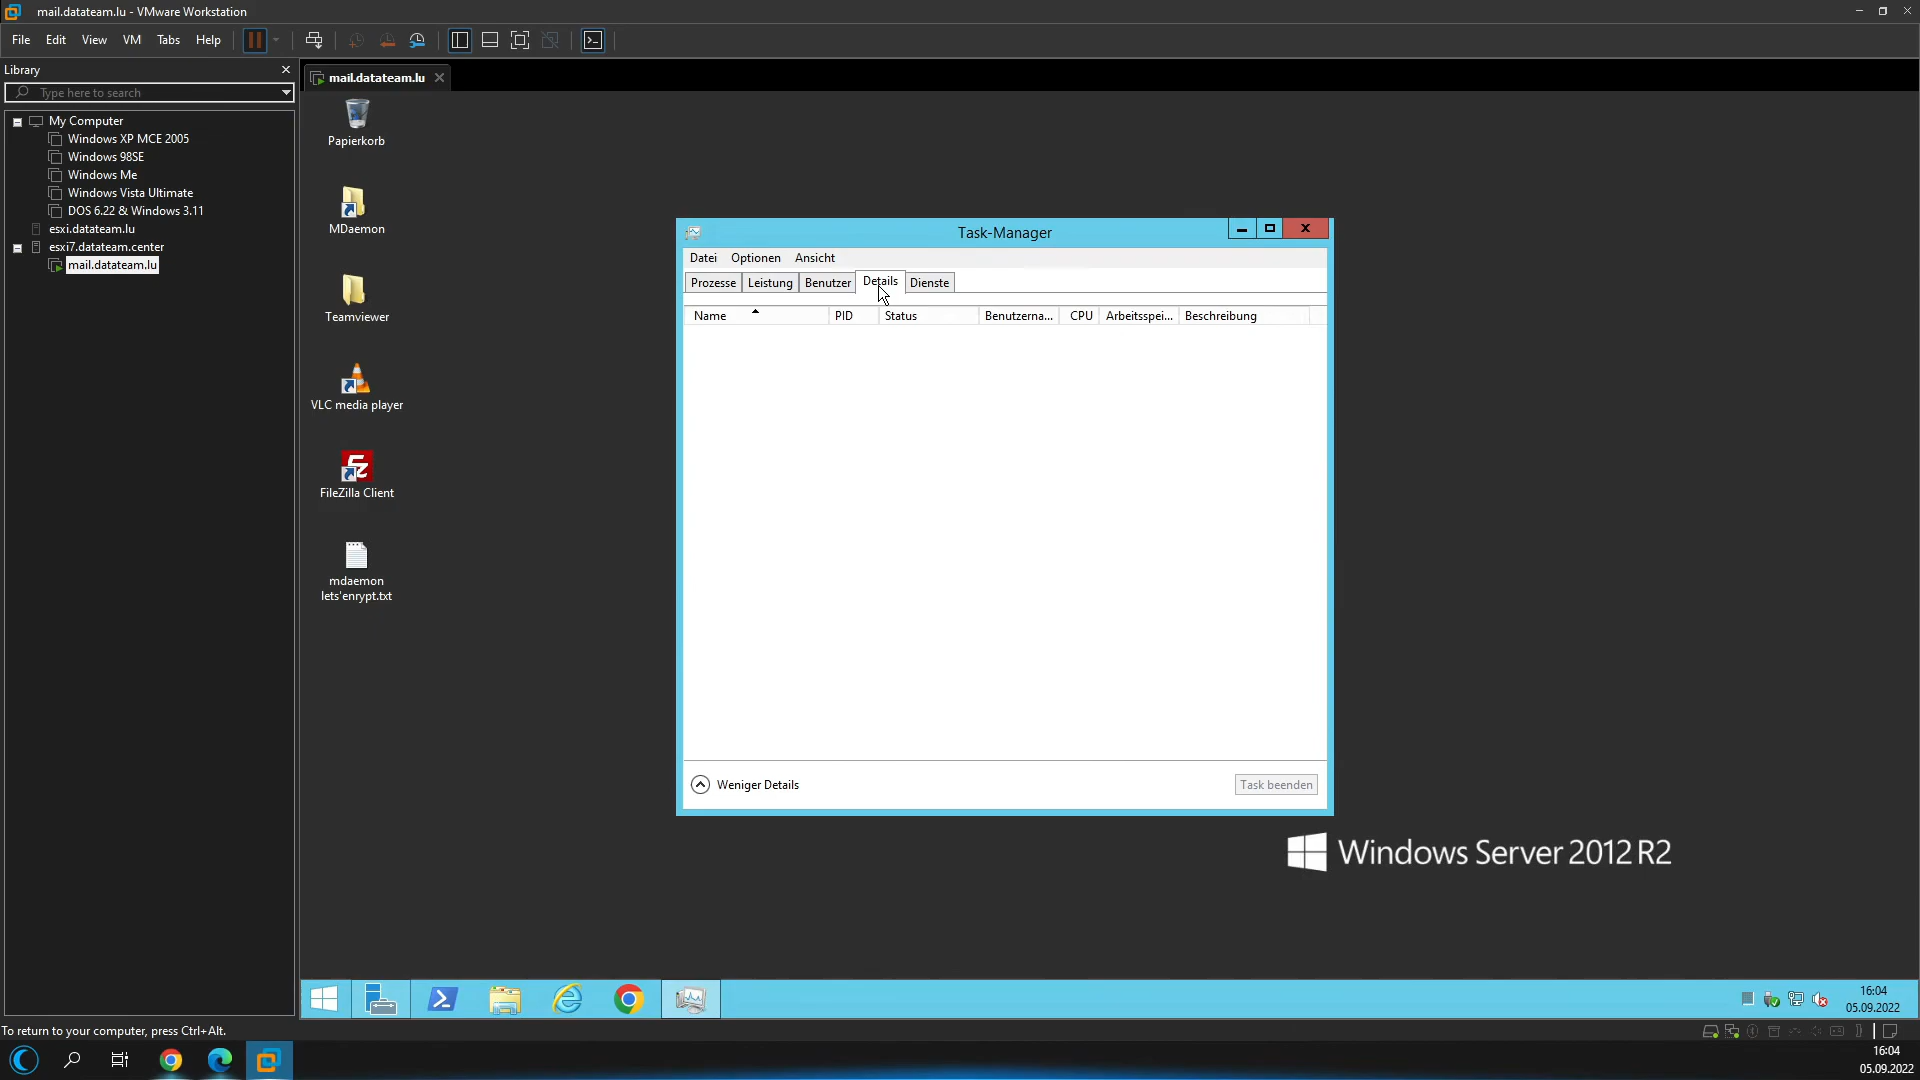 mail.datateam.lu - VMware Workstation
File Edit View VM Tabs Help
Library
Type here to search
My Computer
Windows XP MCE 2005
Windows 98SE
Windows Me
Windows Vista Ultimate
DOS 6.22 & Windows 3.11
esxi.datateam.lu
esxi7.datateam.center
mail.datateam.lu
mail.datateam.lu
Papierkorb
MDaemon
Teamviewer
VLC media player
FileZilla Client
mdaemon
lets'enrypt.txt
Task-Manager
Datei Optionen Ansicht
Prozesse Leistung Benutzer Details Dienste
Name PID Status Benutzerna... CPU Arbeitsspei... Beschreibung
Weniger Details
Task beenden
Windows Server 2012 R2
16:04
05.09.2022
To return to your computer, press Ctrl+Alt.
16:04
05.09.2022